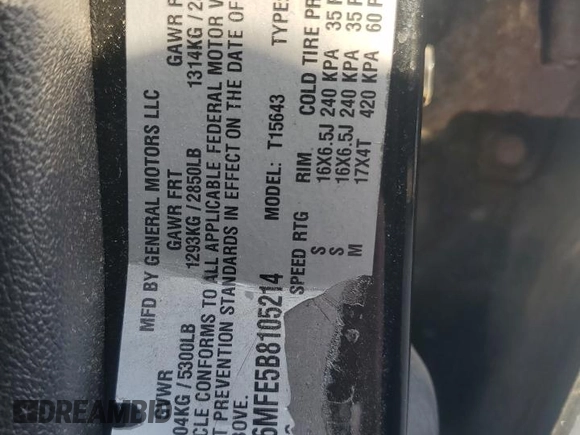 MFD BY GENERAL MOTORS LLC
GVWR GAWR FRT GAWR
04KG / 5300LB 1293KG / 2850LB 1314KG / 2
CLE CONFORMS TO ALL APPLICABLE FEDERAL MOTOR V
T PREVENTION STANDARDS IN EFFECT ON THE DATE OF
BOVE.
6MFE5B8105214 MODEL: T15643 TYPE:
SPEED RTG RIM COLD TIRE PR
S 16X6.5J 240 KPA 35 P
S 16X6.5J 240 KPA 35 P
M 17X4T 420 KPA 60 P
DREAMBID